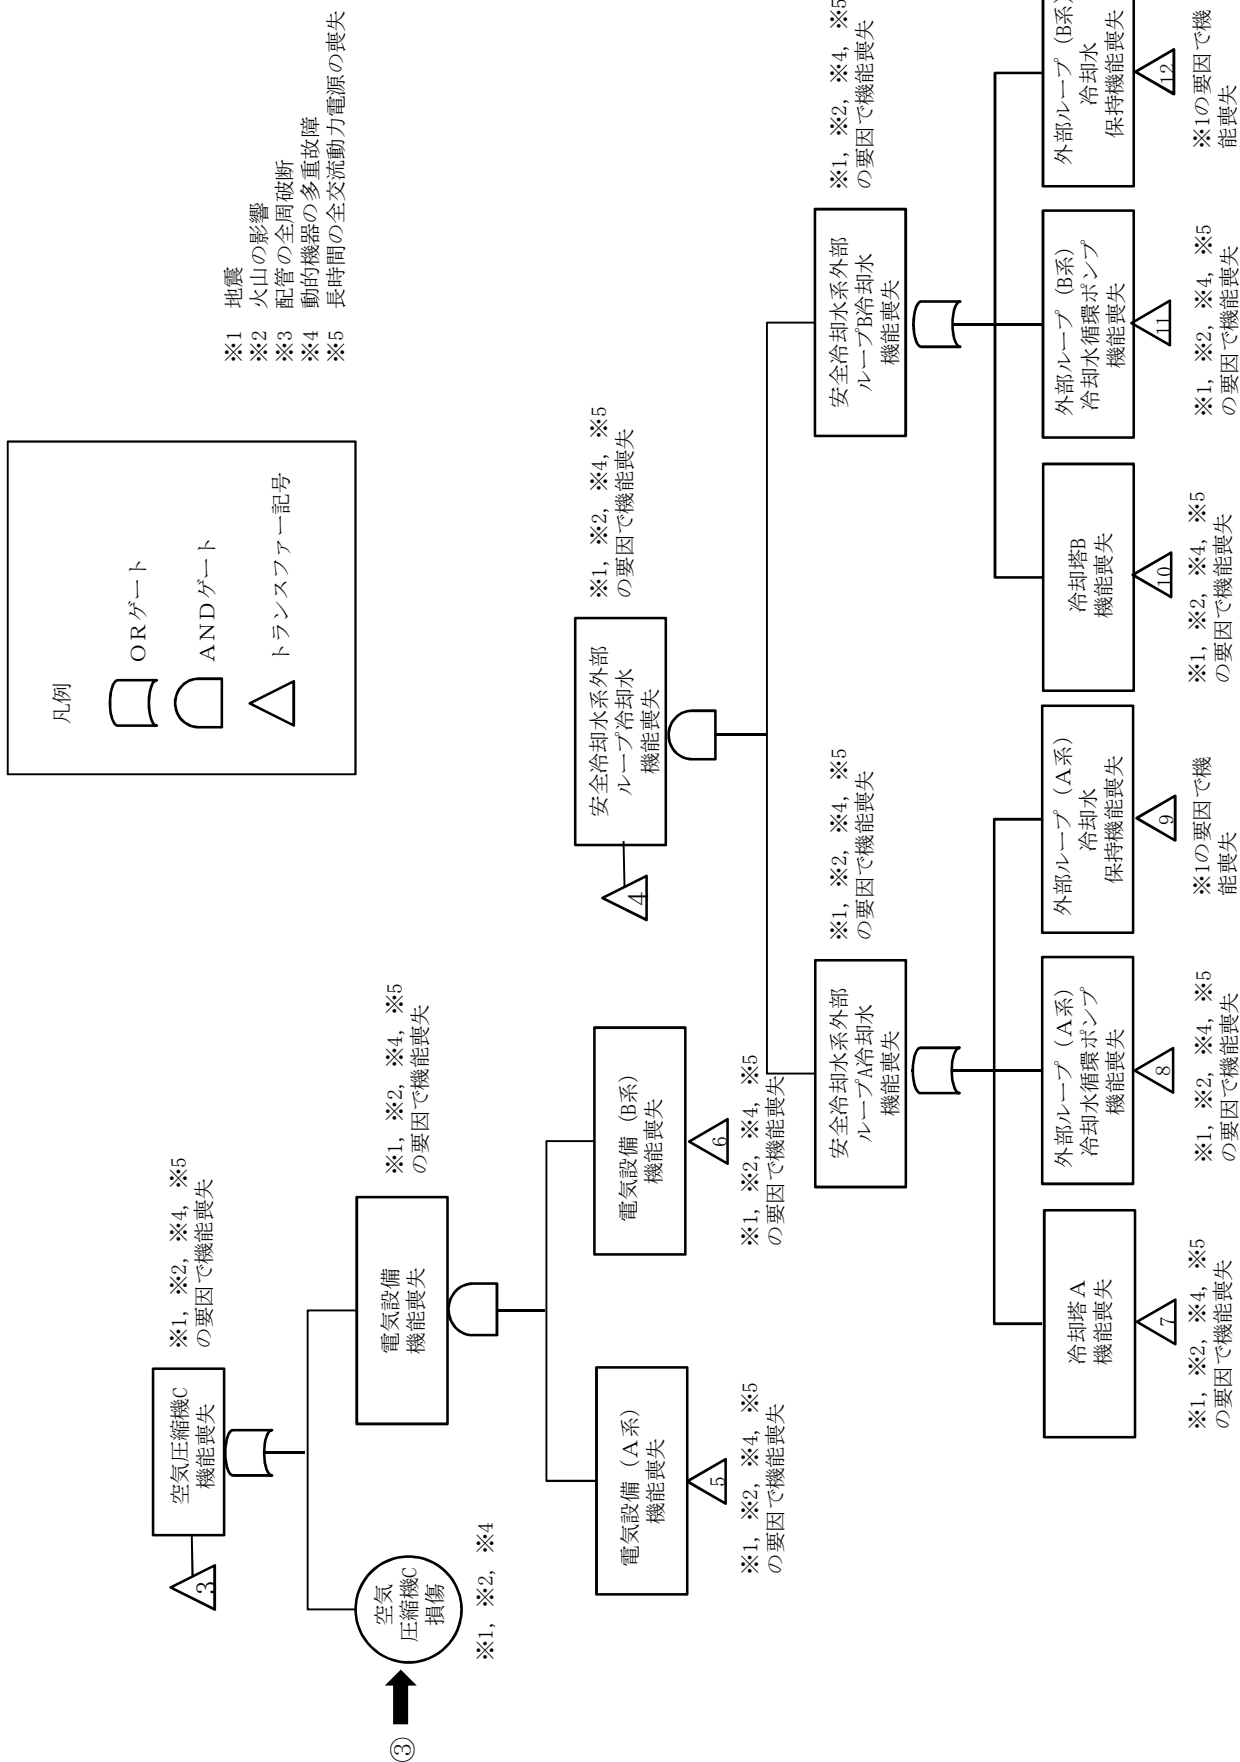 凡例
ORゲート
ANDゲート
トランスファー記号
※1 地震
※2 火山の影響
※3 配管の全周破断
※4 動的機器の多重故障
※5 長時間の全交流動力電源の喪失
3
空気圧縮機C
機能喪失
※1, ※2, ※4, ※5
の要因で機能喪失
③
空気
圧縮機C
損傷
※1, ※2, ※4
電気設備
機能喪失
※1, ※2, ※4, ※5
の要因で機能喪失
電気設備（A系）
機能喪失
5
※1, ※2, ※4, ※5
の要因で機能喪失
電気設備（B系）
機能喪失
6
※1, ※2, ※4, ※5
の要因で機能喪失
4
安全冷却水系外部
ループ冷却水
機能喪失
※1, ※2, ※4, ※5
の要因で機能喪失
安全冷却水系外部
ループA冷却水
機能喪失
※1, ※2, ※4, ※5
の要因で機能喪失
安全冷却水系外部
ループB冷却水
機能喪失
※1, ※2, ※4, ※5
の要因で機能喪失
冷却塔A
機能喪失
7
※1, ※2, ※4, ※5
の要因で機能喪失
外部ループ（A系）
冷却水循環ポンプ
機能喪失
8
※1, ※2, ※4, ※5
の要因で機能喪失
外部ループ（A系）
冷却水
保持機能喪失
9
※1の要因で機
能喪失
冷却塔B
機能喪失
10
※1, ※2, ※4, ※5
の要因で機能喪失
外部ループ（B系）
冷却水循環ポンプ
機能喪失
11
※1, ※2, ※4, ※5
の要因で機能喪失
外部ループ（B系）
冷却水
保持機能喪失
12
※1の要因で機
能喪失